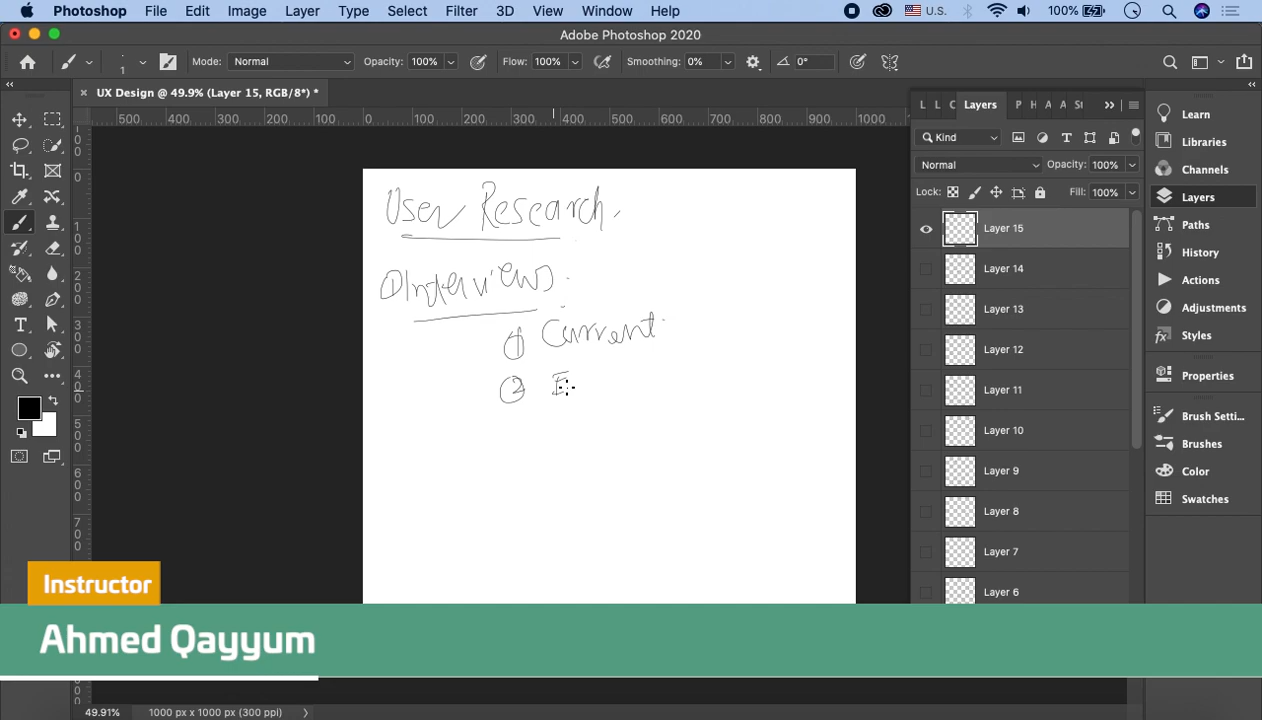 Photoshop File Edit Image Layer Type Select Filter 3D View Window Help U.S. 100%
Adobe Photoshop 2020
1 Mode: Normal Opacity: 100% Flow: 100% Smoothing: 0% 0°
× UX Design @ 49.9% (Layer 15, RGB/8*) *
500 400 300 200 100 0 100 200 300 400 500 600 700 800 900 1000
L L C Layers P H A A St
Kind
Normal Opacity: 100%
Lock: Fill: 100%
Layer 15
Layer 14
Layer 13
Layer 12
Layer 11
Layer 10
Layer 9
Layer 8
Layer 7
Layer 6
Learn
Libraries
Channels
Layers
Paths
History
Actions
Adjustments
Styles
Properties
Brush Setti...
Brushes
Color
Swatches
User Research
① Interviews
① Current
② E
Instructor
Ahmed Qayyum
49.91% 1000 px x 1000 px (300 ppi)